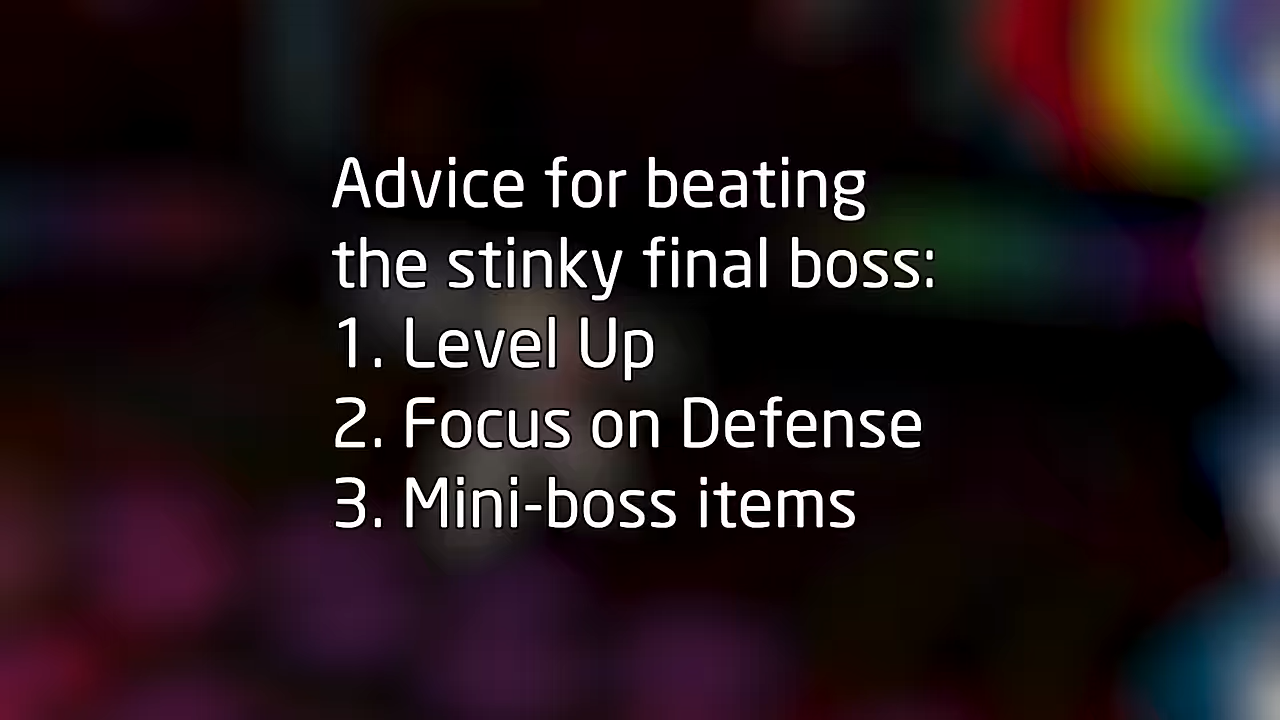 Advice for beating
the stinky final boss:
1. Level Up
2. Focus on Defense
3. Mini-boss items